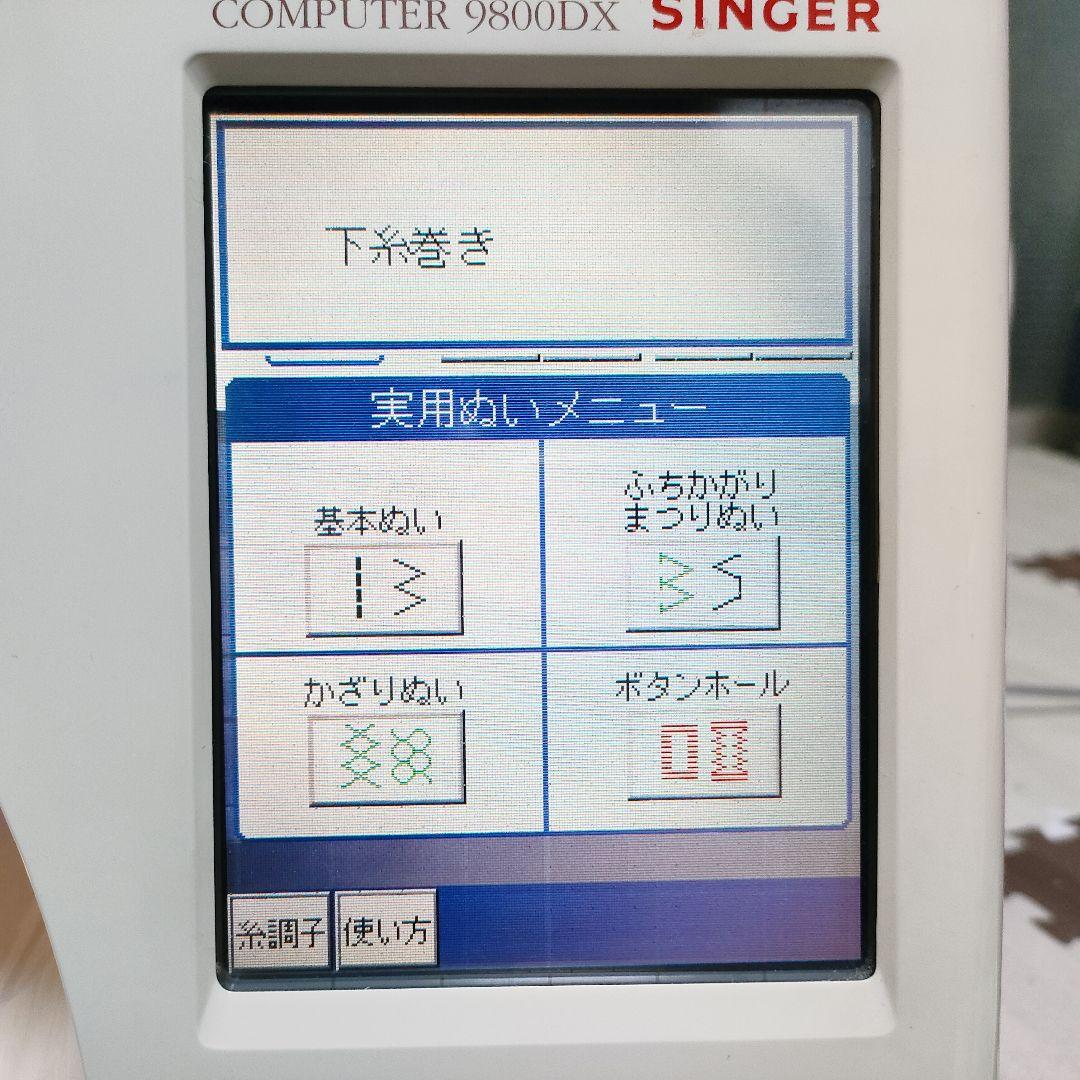 COMPUTER 9800DX SINGER
下糸巻き
実用ぬいメニュー
基本ぬい
ふちかがり
まつりぬい
かざりぬい
ボタンホール
糸調子 使い方